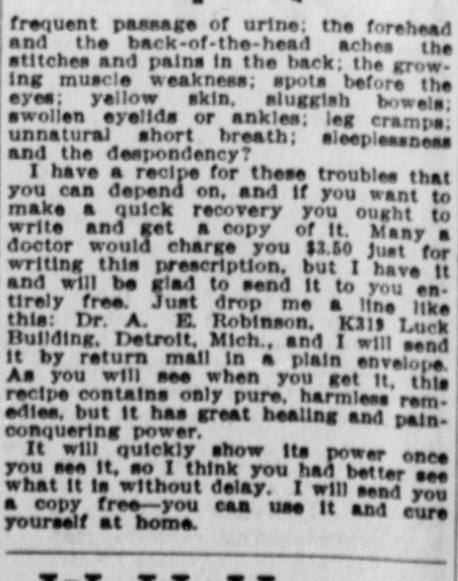 frequent passage of urine; the forehead
and the back-of-the-head aches the
stitches and pains in the back; the grow-
ing muscle weakness; spots before the
eyes; yellow skin, sluggish bowels;
swollen eyelids or ankles; leg cramps;
unnatural short breath; sleeplessness
and the despondency?
I have a recipe for these troubles that
you can depend on, and if you want to
make a quick recovery you ought to
write and get a copy of it. Many a
doctor would charge you $3.50 just for
writing this prescription, but I have it
and will be glad to send it to you en-
tirely free. Just drop me a line like
this: Dr. A. E. Robinson, K319 Luck
Building, Detroit, Mich., and I will send
it by return mail in a plain envelope.
As you will see when you get it, this
recipe contains only pure, harmless rem-
edies, but it has great healing and pain-
conquering power.
It will quickly show its power once
you see it, so I think you had better see
what it is without delay. I will send you
a copy free—you can use it and cure
yourself at home.